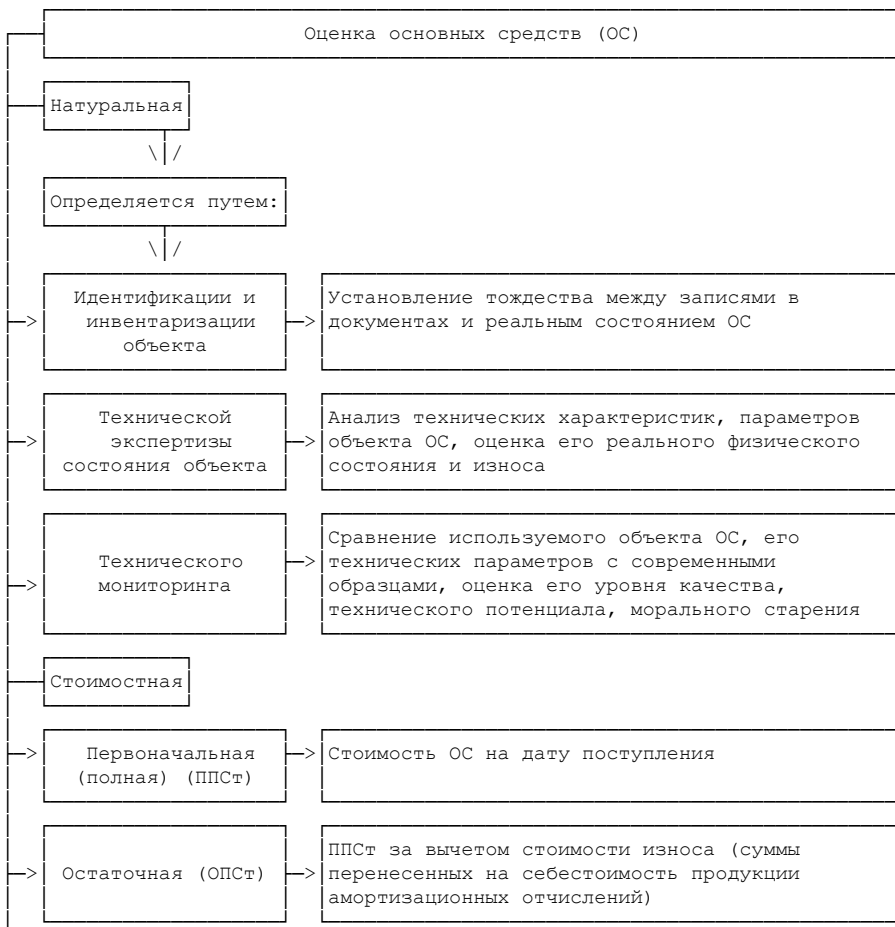 Оценка основных средств (ОС)
Натуральная
Определяется путем:
Идентификации и
инвентаризации
объекта
Установление тождества между записями в
документах и реальным состоянием ОС
Технической
экспертизы
состояния объекта
Анализ технических характеристик, параметров
объекта ОС, оценка его реального физического
состояния и износа
Технического
мониторинга
Сравнение используемого объекта ОС, его
технических параметров с современными
образцами, оценка его уровня качества,
технического потенциала, морального старения
Стоимостная
Первоначальная
(полная) (ППСт)
Стоимость ОС на дату поступления
Остаточная (ОПСт)
ППСт за вычетом стоимости износа (суммы
перенесенных на себестоимость продукции
амортизационных отчислений)